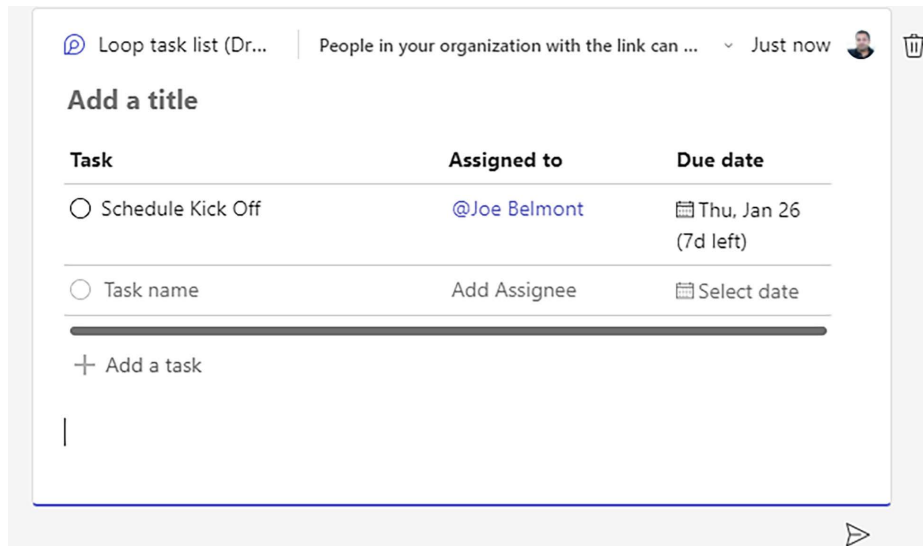 Loop task list (Dr... People in your organization with the link can ... Just now
Add a title
Task Assigned to Due date
Schedule Kick Off @Joe Belmont Thu, Jan 26
(7d left)
Task name Add Assignee Select date
Add a task